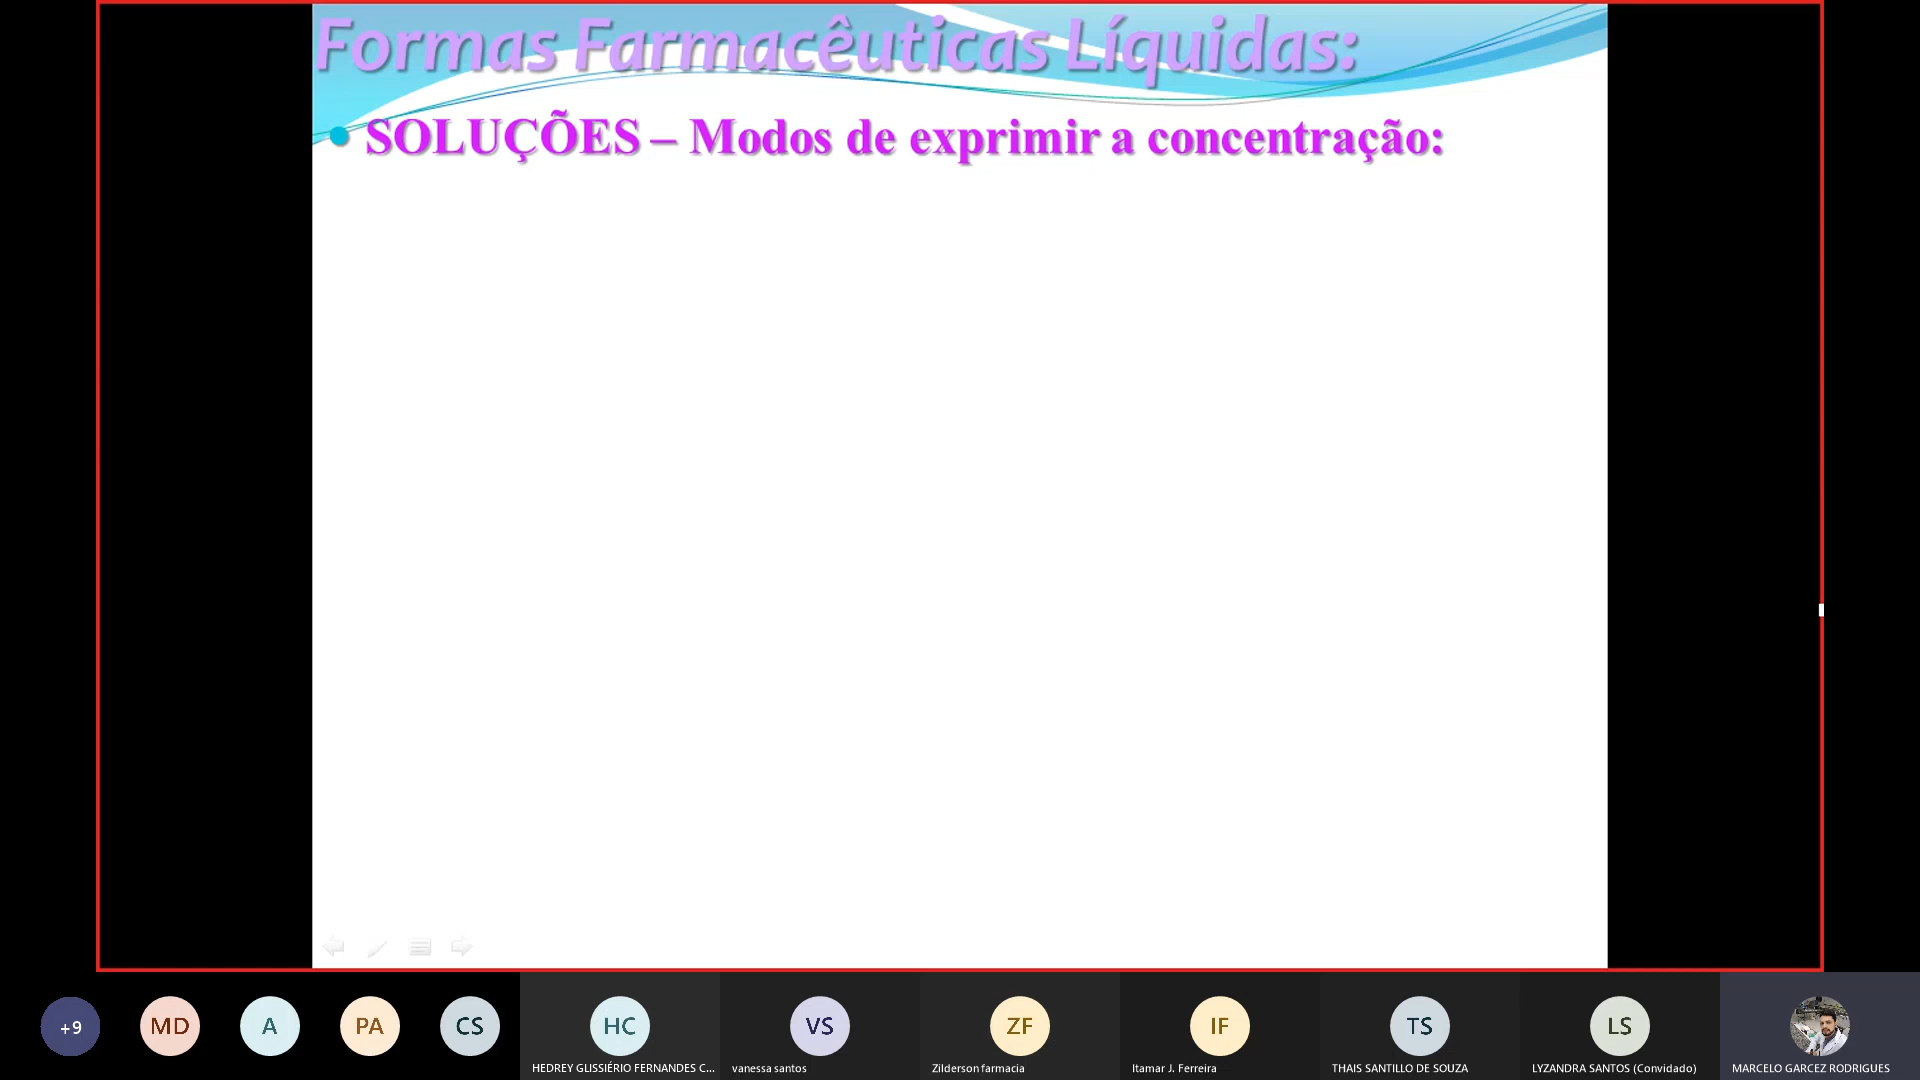 Formas Farmacêuticas Líquidas:
• SOLUÇÕES – Modos de exprimir a concentração:
+9
MD
A
PA
CS
HC
VS
ZF
IF
TS
LS
HEDREY GLISSIÉRIO FERNANDES C...
vanessa santos
Zilderson farmacia
Itamar J. Ferreira
THAIS SANTILLO DE SOUZA
LYZANDRA SANTOS (Convidado)
MARCELO GARCEZ RODRIGUES